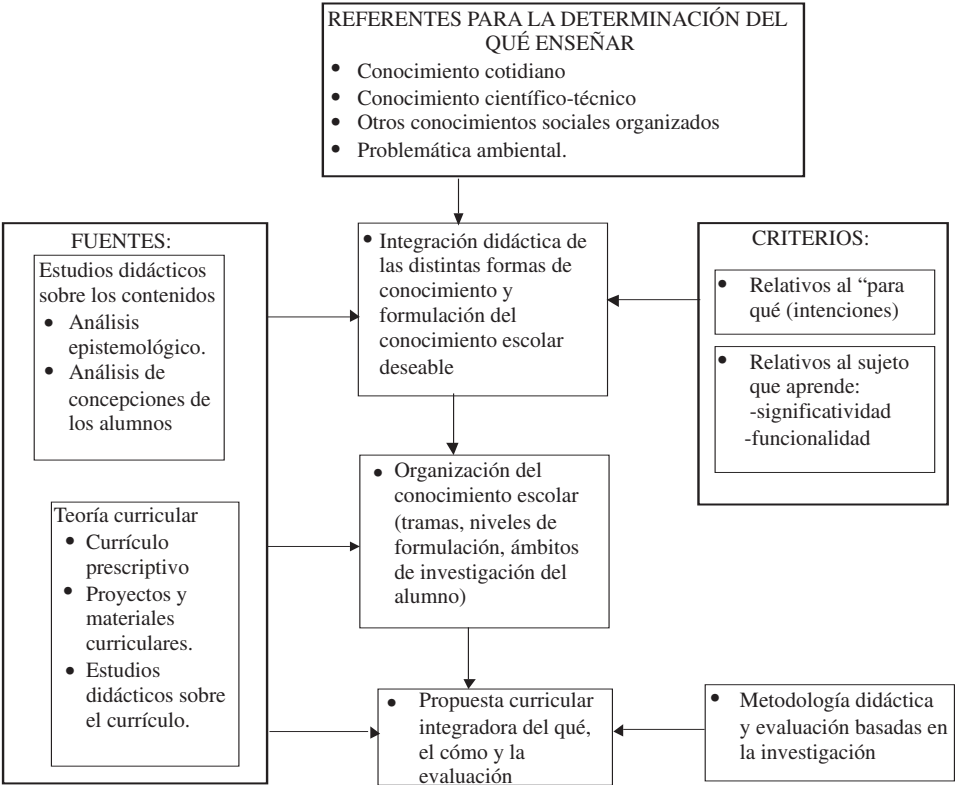 REFERENTES PARA LA DETERMINACIÓN DEL
QUÉ ENSEÑAR
• Conocimiento cotidiano
• Conocimiento científico-técnico
• Otros conocimientos sociales organizados
• Problemática ambiental.
FUENTES:
Estudios didácticos
sobre los contenidos
• Análisis
epistemológico.
• Análisis de
concepciones de
los alumnos
Teoría curricular
• Currículo
prescriptivo
• Proyectos y
materiales
curriculares.
• Estudios
didácticos sobre
el currículo.
• Integración didáctica de
las distintas formas de
conocimiento y
formulación del
conocimiento escolar
deseable
• Organización del
conocimiento escolar
(tramas, niveles de
formulación, ámbitos
de investigación del
alumno)
• Propuesta curricular
integradora del qué,
el cómo y la
evaluación
CRITERIOS:
• Relativos al “para
qué (intenciones)
• Relativos al sujeto
que aprende:
-significatividad
-funcionalidad
• Metodología didáctica
y evaluación basadas en
la investigación